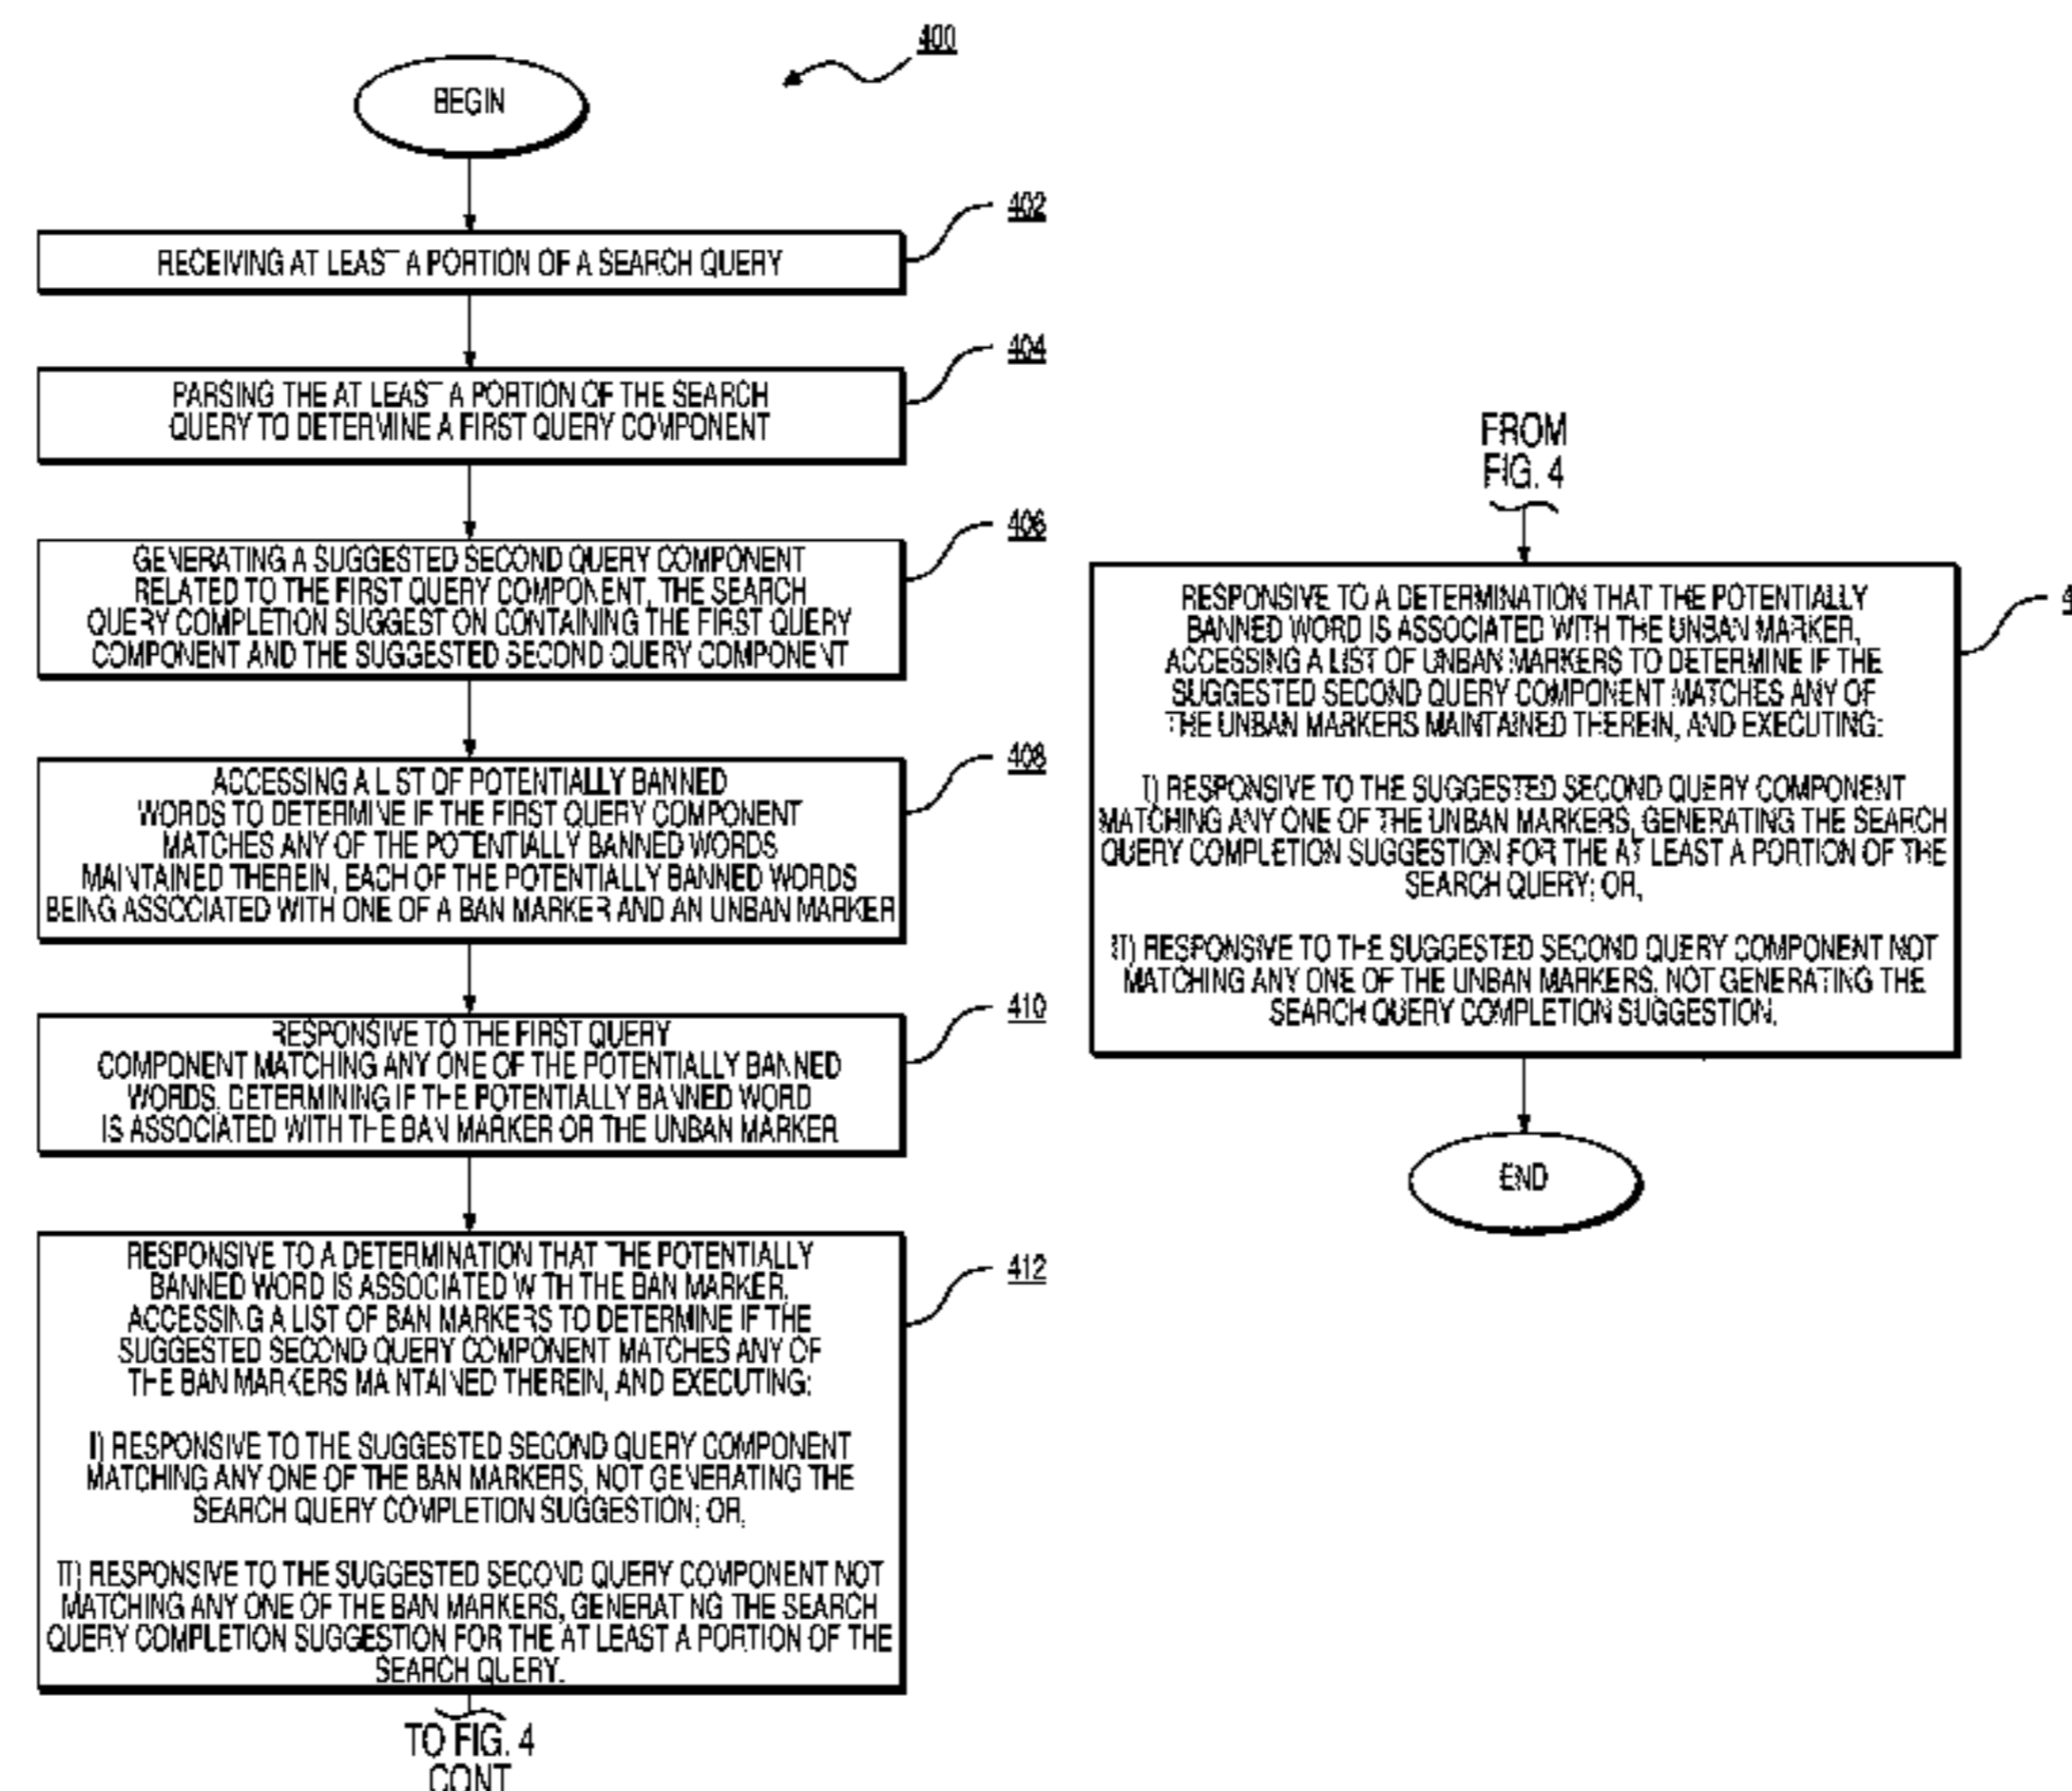 400
BEGIN
402
RECEIVING AT LEAST A PORTION OF A SEARCH QUERY
404
PARSING THE AT LEAST A PORTION OF THE SEARCH
QUERY TO DETERMINE A FIRST QUERY COMPONENT
406
GENERATING A SUGGESTED SECOND QUERY COMPONENT
RELATED TO THE FIRST QUERY COMPONENT, THE SEARCH
QUERY COMPLETION SUGGESTION CONTAINING THE FIRST QUERY
COMPONENT AND THE SUGGESTED SECOND QUERY COMPONENT
408
ACCESSING A LIST OF POTENTIALLY BANNED
WORDS TO DETERMINE IF THE FIRST QUERY COMPONENT
MATCHES ANY OF THE POTENTIALLY BANNED WORDS
MAINTAINED THEREIN, EACH OF THE POTENTIALLY BANNED WORDS
BEING ASSOCIATED WITH ONE OF A BAN MARKER AND AN UNBAN MARKER
410
RESPONSIVE TO THE FIRST QUERY
COMPONENT MATCHING ANY ONE OF THE POTENTIALLY BANNED
WORDS, DETERMINING IF THE POTENTIALLY BANNED WORD
IS ASSOCIATED WITH THE BAN MARKER OR THE UNBAN MARKER
412
RESPONSIVE TO A DETERMINATION THAT THE POTENTIALLY
BANNED WORD IS ASSOCIATED WITH THE BAN MARKER,
ACCESSING A LIST OF BAN MARKERS TO DETERMINE IF THE
SUGGESTED SECOND QUERY COMPONENT MATCHES ANY OF
THE BAN MARKERS MAINTAINED THEREIN, AND EXECUTING:
I) RESPONSIVE TO THE SUGGESTED SECOND QUERY COMPONENT
MATCHING ANY ONE OF THE BAN MARKERS, NOT GENERATING THE
SEARCH QUERY COMPLETION SUGGESTION; OR,
II) RESPONSIVE TO THE SUGGESTED SECOND QUERY COMPONENT NOT
MATCHING ANY ONE OF THE BAN MARKERS, GENERATING THE SEARCH
QUERY COMPLETION SUGGESTION FOR THE AT LEAST A PORTION OF THE
SEARCH QUERY.
TO FIG. 4
CONT
FROM
FIG. 4
RESPONSIVE TO A DETERMINATION THAT THE POTENTIALLY
BANNED WORD IS ASSOCIATED WITH THE UNBAN MARKER,
ACCESSING A LIST OF UNBAN MARKERS TO DETERMINE IF THE
SUGGESTED SECOND QUERY COMPONENT MATCHES ANY OF
THE UNBAN MARKERS MAINTAINED THEREIN, AND EXECUTING:
I) RESPONSIVE TO THE SUGGESTED SECOND QUERY COMPONENT
MATCHING ANY ONE OF THE UNBAN MARKERS, GENERATING THE SEARCH
QUERY COMPLETION SUGGESTION FOR THE AT LEAST A PORTION OF THE
SEARCH QUERY; OR,
II) RESPONSIVE TO THE SUGGESTED SECOND QUERY COMPONENT NOT
MATCHING ANY ONE OF THE UNBAN MARKERS, NOT GENERATING THE
SEARCH QUERY COMPLETION SUGGESTION.
END